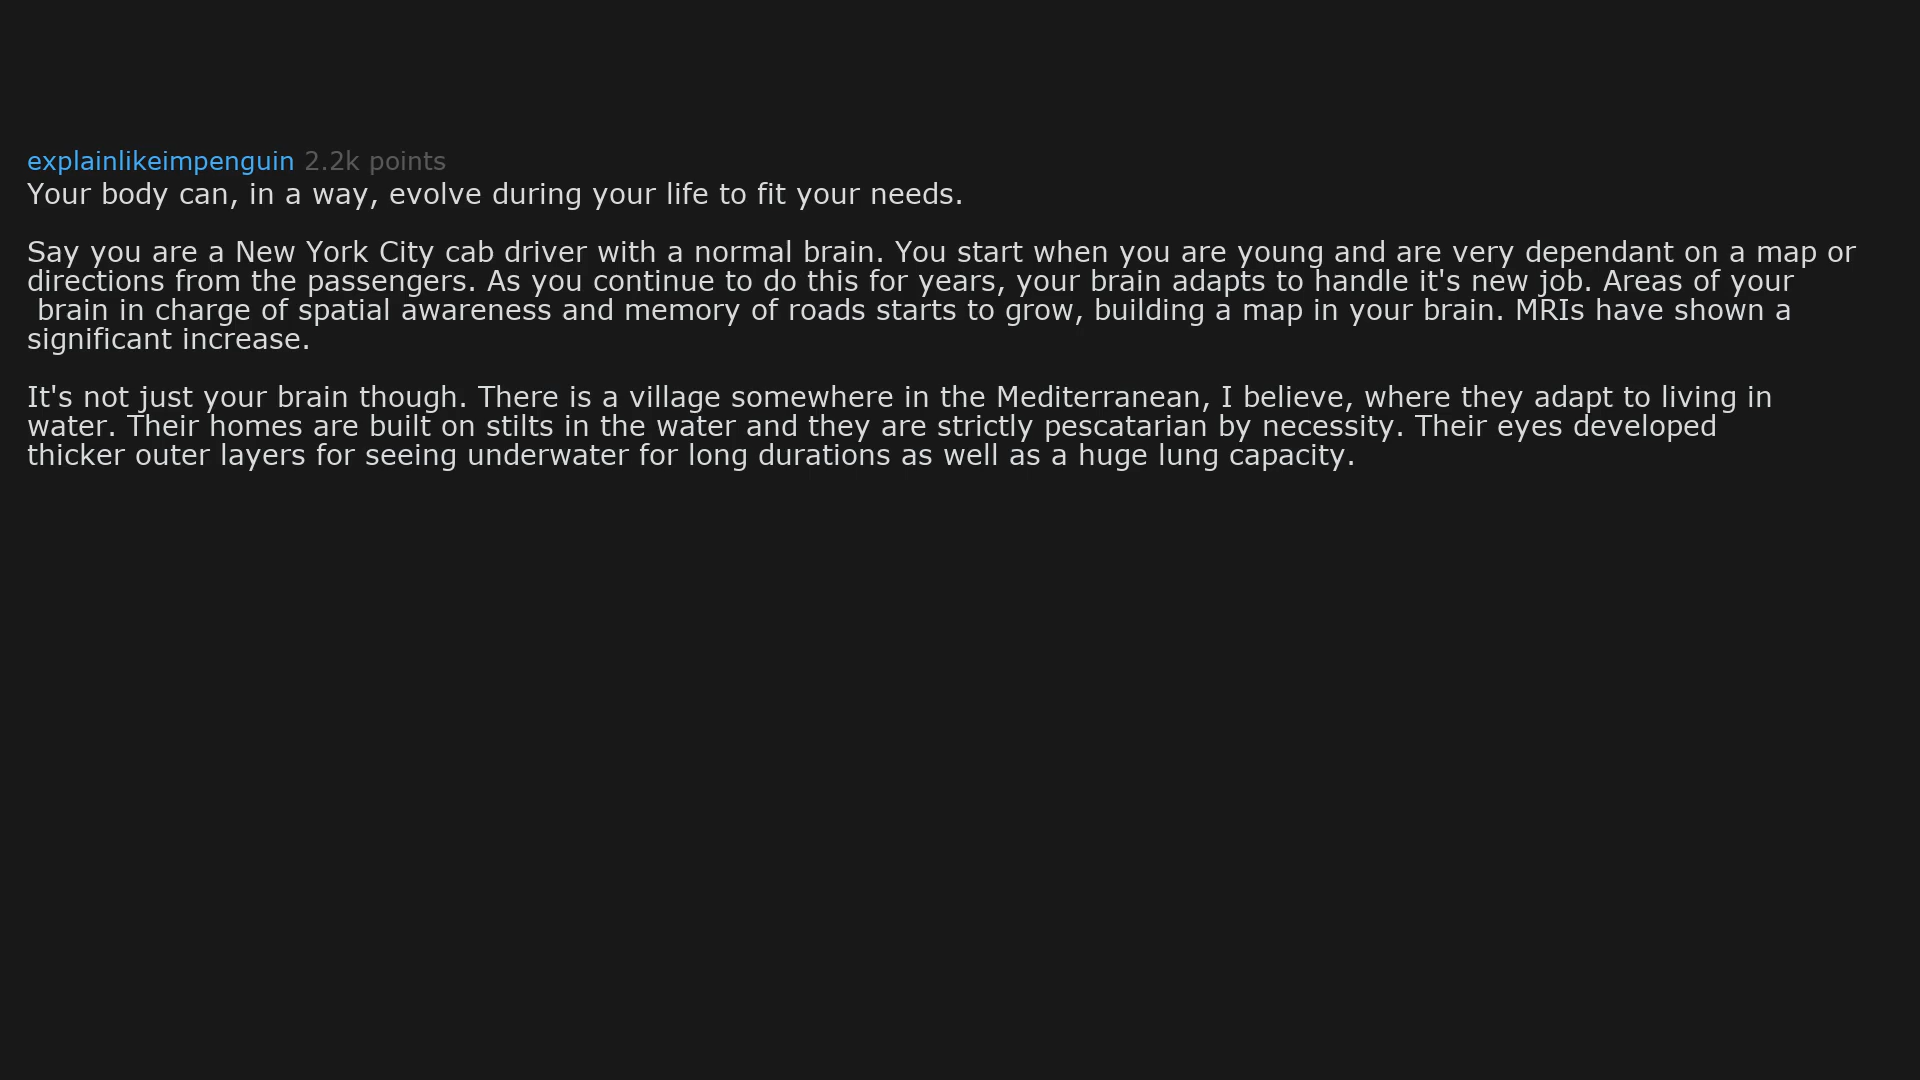 explainlikeimpenguin 2.2k points
Your body can, in a way, evolve during your life to fit your needs.
Say you are a New York City cab driver with a normal brain. You start when you are young and are very dependant on a map or
directions from the passengers. As you continue to do this for years, your brain adapts to handle it's new job. Areas of your
brain in charge of spatial awareness and memory of roads starts to grow, building a map in your brain. MRIs have shown a
significant increase.
It's not just your brain though. There is a village somewhere in the Mediterranean, I believe, where they adapt to living in
water. Their homes are built on stilts in the water and they are strictly pescatarian by necessity. Their eyes developed
thicker outer layers for seeing underwater for long durations as well as a huge lung capacity.